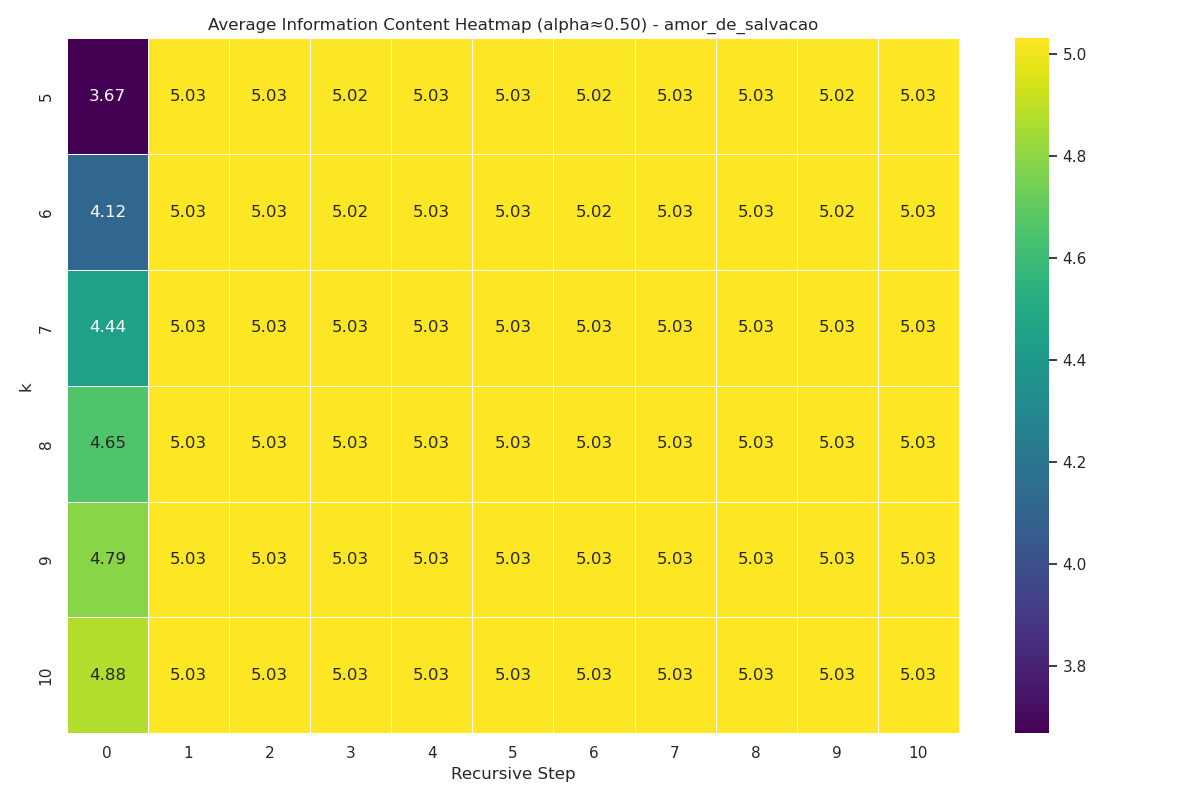 Average Information Content Heatmap (alpha≈0.50) - amor_de_salvacao
5 3.67 5.03 5.03 5.02 5.03 5.03 5.02 5.03 5.03 5.02 5.03
6 4.12 5.03 5.03 5.02 5.03 5.03 5.02 5.03 5.03 5.02 5.03
7 4.44 5.03 5.03 5.03 5.03 5.03 5.03 5.03 5.03 5.03 5.03
k
8 4.65 5.03 5.03 5.03 5.03 5.03 5.03 5.03 5.03 5.03 5.03
9 4.79 5.03 5.03 5.03 5.03 5.03 5.03 5.03 5.03 5.03 5.03
10 4.88 5.03 5.03 5.03 5.03 5.03 5.03 5.03 5.03 5.03 5.03
0 1 2 3 4 5 6 7 8 9 10
Recursive Step
5.0
4.8
4.6
4.4
4.2
4.0
3.8